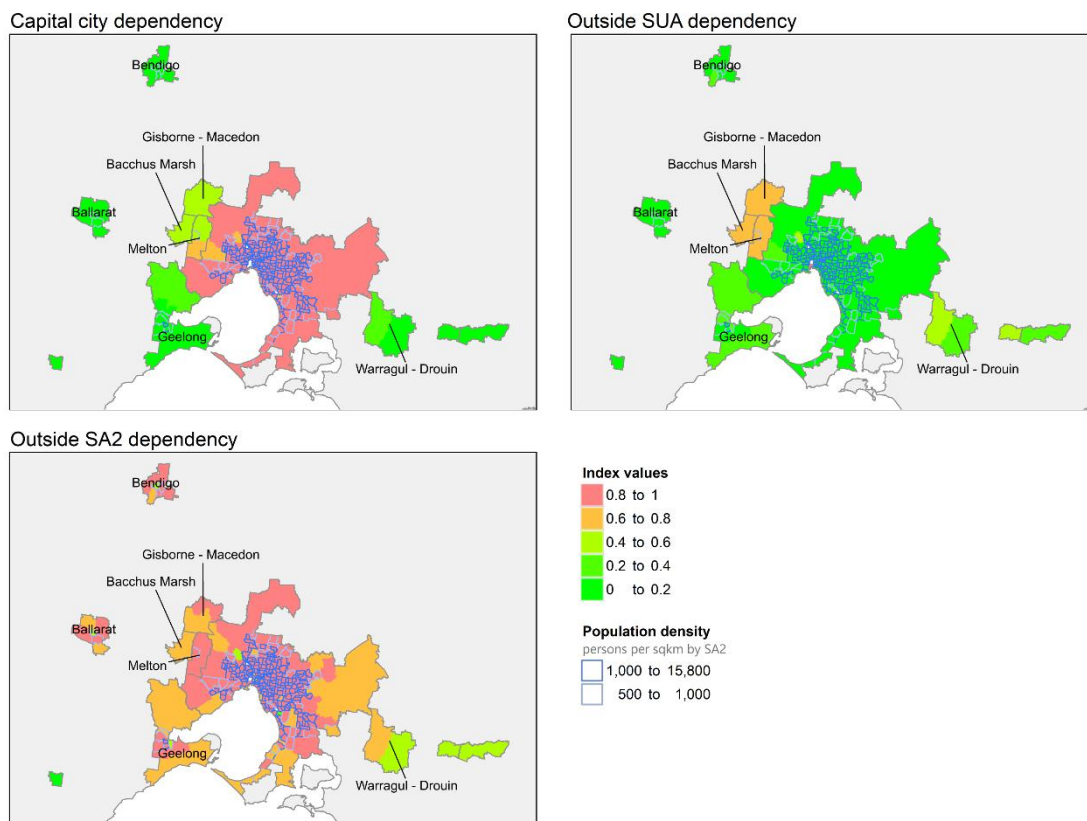 Capital city dependency
Bendigo
Gisborne - Macedon
Bacchus Marsh
Ballarat
Melton
Geelong
Warragul - Drouin
Outside SUA dependency
Bendigo
Gisborne - Macedon
Bacchus Marsh
Ballarat
Melton
Geelong
Warragul - Drouin
Outside SA2 dependency
Bendigo
Gisborne - Macedon
Bacchus Marsh
Ballarat
Melton
Geelong
Warragul - Drouin
Index values
0.8 to 1
0.6 to 0.8
0.4 to 0.6
0.2 to 0.4
0 to 0.2
Population density
persons per sqkm by SA2
1,000 to 15,800
500 to 1,000